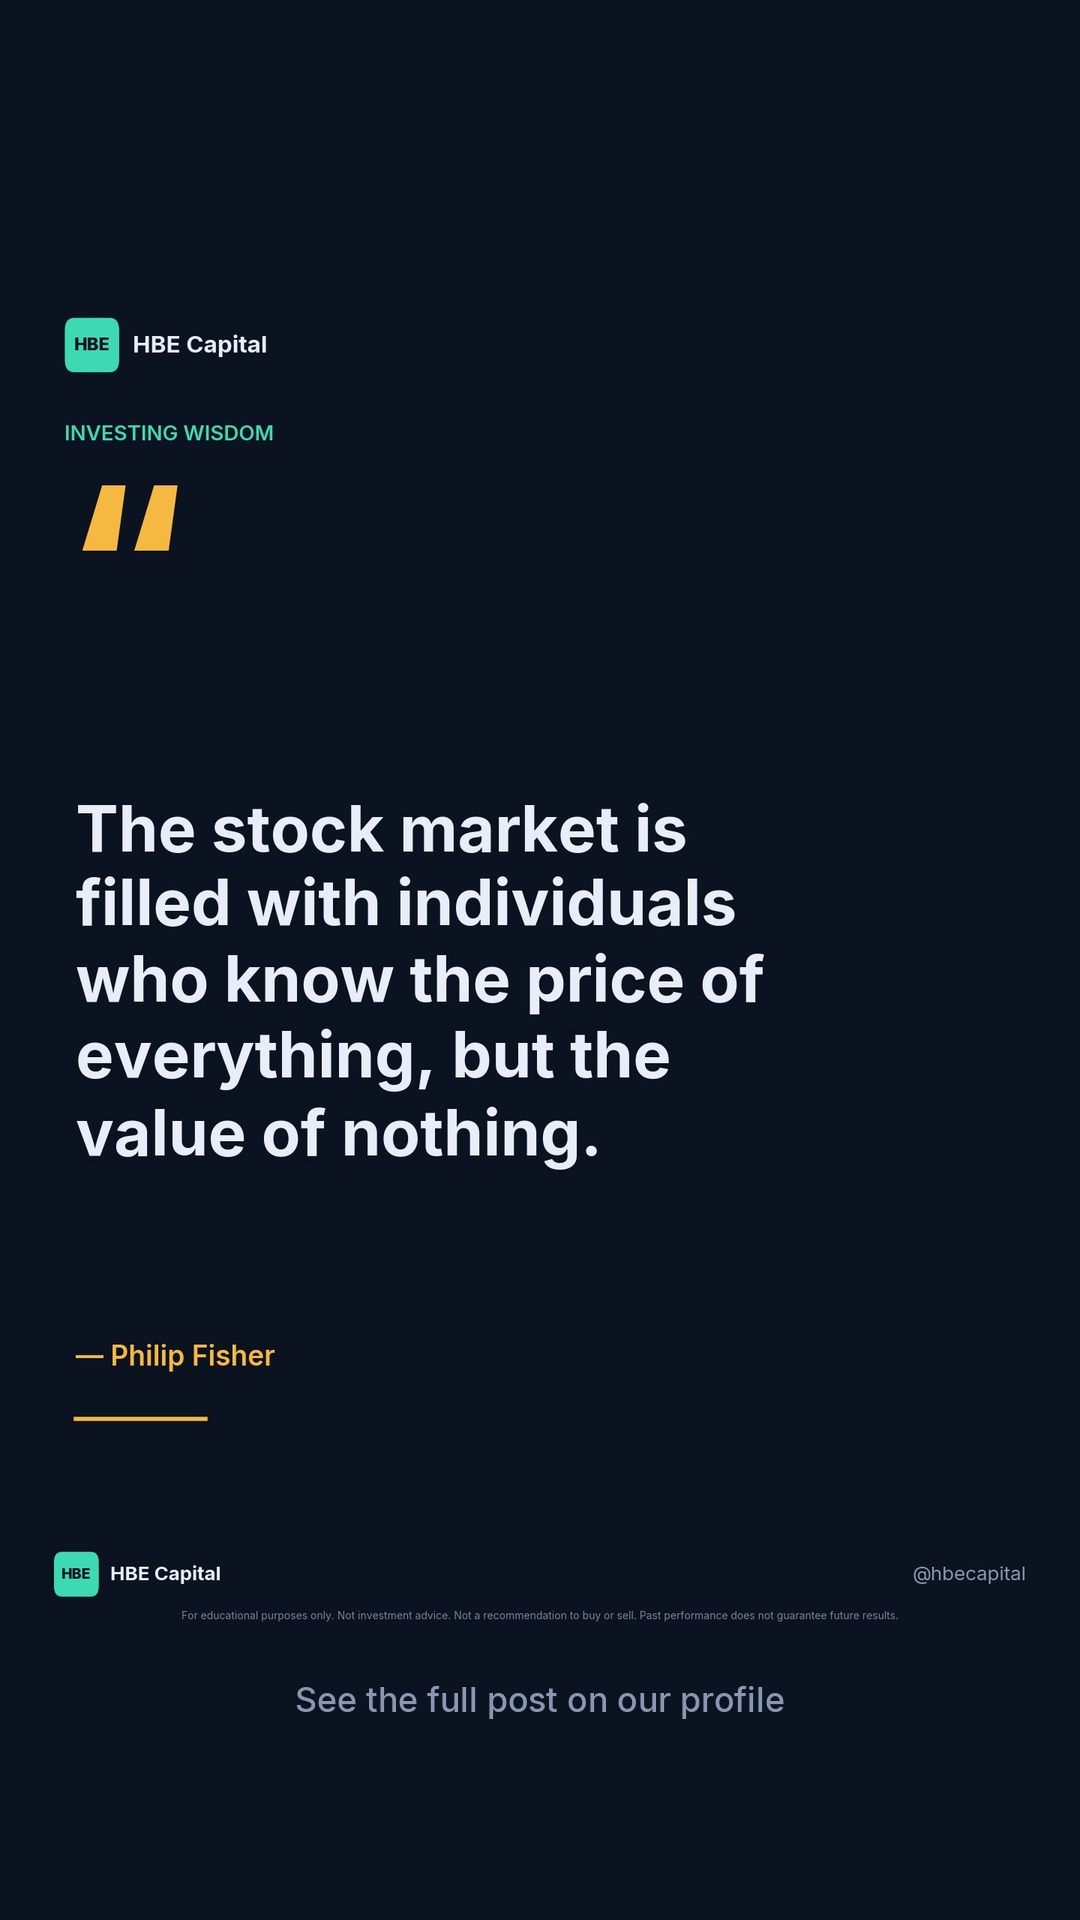 HBE HBE Capital
INVESTING WISDOM
"
The stock market is
filled with individuals
who know the price of
everything, but the
value of nothing.
— Philip Fisher
HBE HBE Capital @hbecapital
For educational purposes only. Not investment advice. Not a recommendation to buy or sell. Past performance does not guarantee future results.
See the full post on our profile